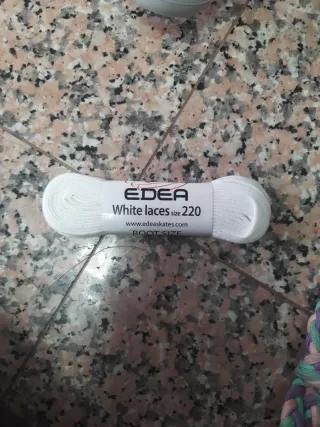 EDEA
White laces size 220
www.edeaskates.com
BOOT SIZE